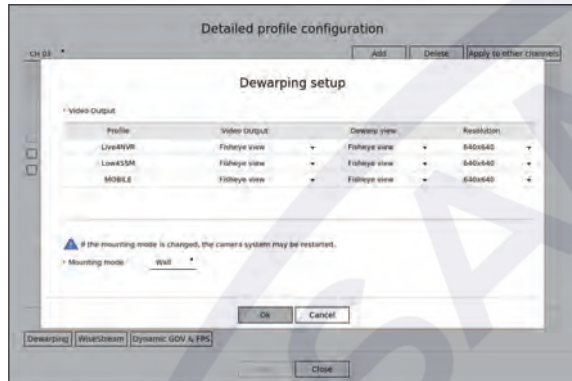 Detailed profile configuration
CH 03
Add Delete Apply to other channels
Dewarping setup
Video Output
Profile Video Output Dewarp view Resolution
Live4NVR Fisheye view Fisheye view 640x640
Low4SSM Fisheye view Fisheye view 640x640
MOBILE Fisheye view Fisheye view 640x640
If the mounting mode is changed, the camera system may be restarted.
Mounting mode Wall
Ok Cancel
Dewarping WiseStream Dynamic GOV & FPS
Close